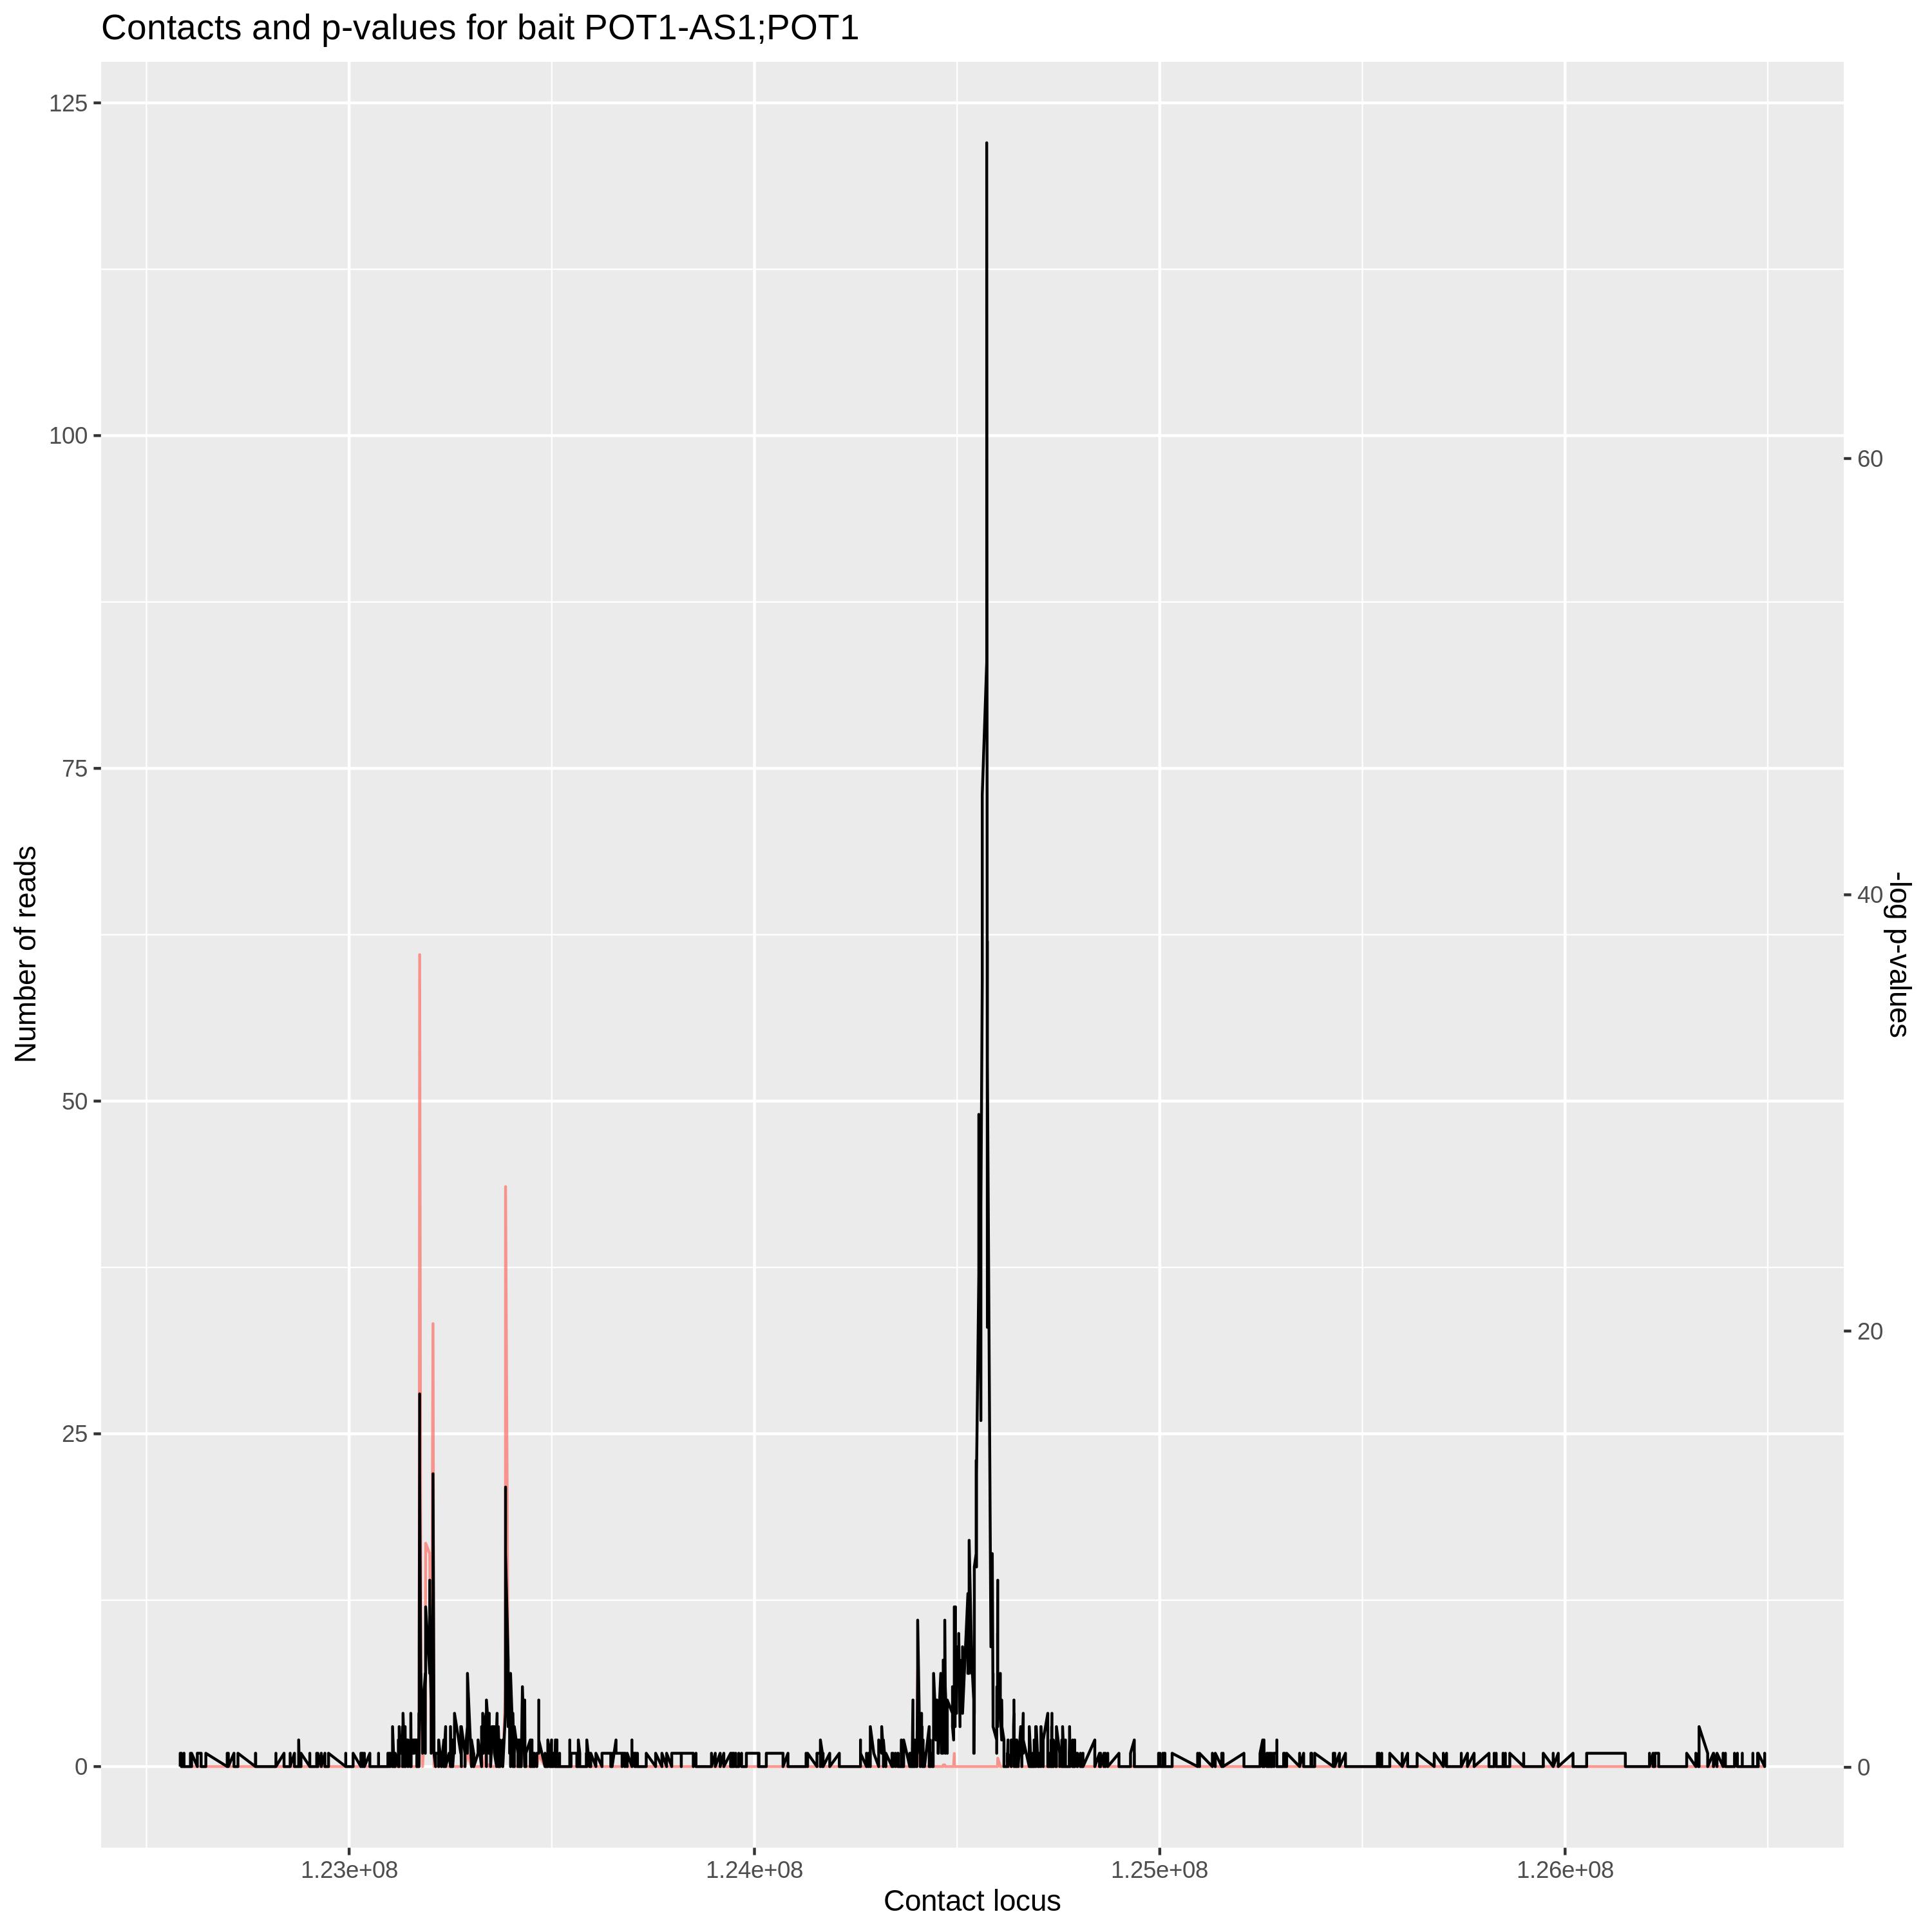 Contacts and p-values for bait POT1-AS1;POT1
125
100
75
50
25
0
Number of reads
60
40
20
0
-log p-values
1.23e+08
1.24e+08
1.25e+08
1.26e+08
Contact locus